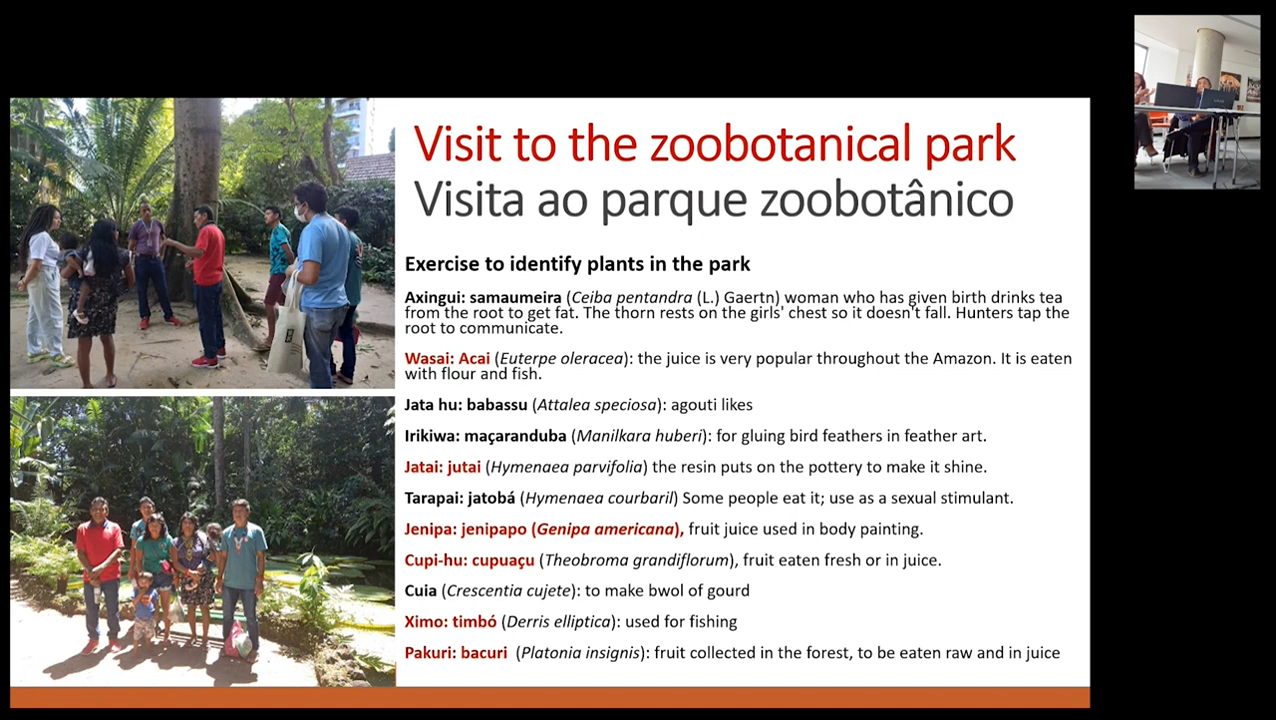 Visit to the zoobotanical park
Visita ao parque zoobotânico
Exercise to identify plants in the park
Axingui: samaumeira (Ceiba pentandra (L.) Gaertn) woman who has given birth drinks tea
from the root to get fat. The thorn rests on the girls' chest so it doesn't fall. Hunters tap the
root to communicate.
Wasai: Acai (Euterpe oleracea): the juice is very popular throughout the Amazon. It is eaten
with flour and fish.
Jata hu: babassu (Attalea speciosa): agouti likes
Irikiwa: maçaranduba (Manilkara huberi): for gluing bird feathers in feather art.
Jatai: jutai (Hymenaea parvifolia) the resin puts on the pottery to make it shine.
Tarapai: jatobá (Hymenaea courbaril) Some people eat it; use as a sexual stimulant.
Jenipa: jenipapo (Genipa americana), fruit juice used in body painting.
Cupi-hu: cupuaçu (Theobroma grandiflorum), fruit eaten fresh or in juice.
Cuia (Crescentia cujete): to make bwol of gourd
Ximo: timbó (Derris elliptica): used for fishing
Pakuri: bacuri (Platonia insignis): fruit collected in the forest, to be eaten raw and in juice